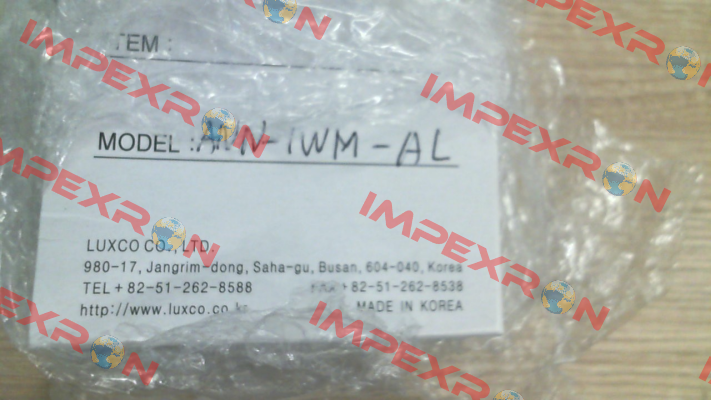 TEM :
MODEL : AVN-1WM-AL
LUXCO CO., LTD.
980-17, Jangrim-dong, Saha-gu, Busan, 604-040, Korea
TEL + 82-51-262-8588 + 82-51-262-8538
http://www.luxco.co.kr MADE IN KOREA
IMPEXRON
IMPEXRON
IMPEXRON
IMPEXRON
IMPEXRON
IMPEXRON
IMPEXRON